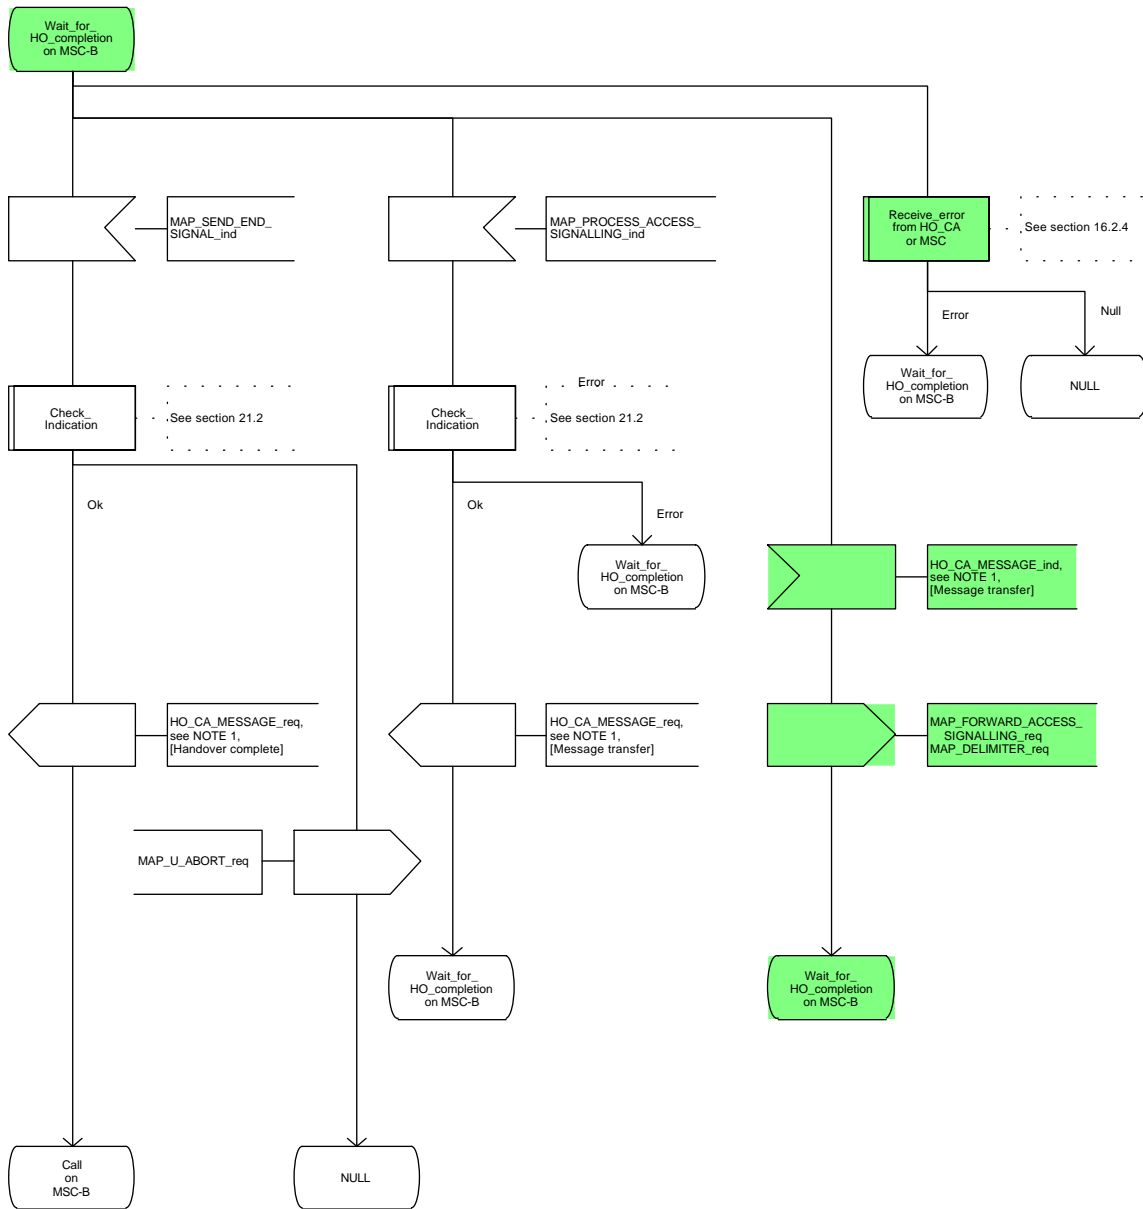 Wait_for_
HO_completion
on MSC-B
MAP_SEND_END_
SIGNAL_ind
MAP_PROCESS_ACCESS_
SIGNALLING_ind
Receive_error
from HO_CA
or MSC
See section 16.2.4
Error
Null
Wait_for_
HO_completion
on MSC-B
NULL
Check_
Indication
See section 21.2
Error
Check_
Indication
See section 21.2
Ok
Ok
Error
Wait_for_
HO_completion
on MSC-B
HO_CA_MESSAGE_ind,
see NOTE 1,
[Message transfer]
HO_CA_MESSAGE_req,
see NOTE 1,
[Handover complete]
HO_CA_MESSAGE_req,
see NOTE 1,
[Message transfer]
MAP_FORWARD_ACCESS_
SIGNALLING_req
MAP_DELIMITER_req
MAP_U_ABORT_req
Wait_for_
HO_completion
on MSC-B
Wait_for_
HO_completion
on MSC-B
Call
on
MSC-B
NULL